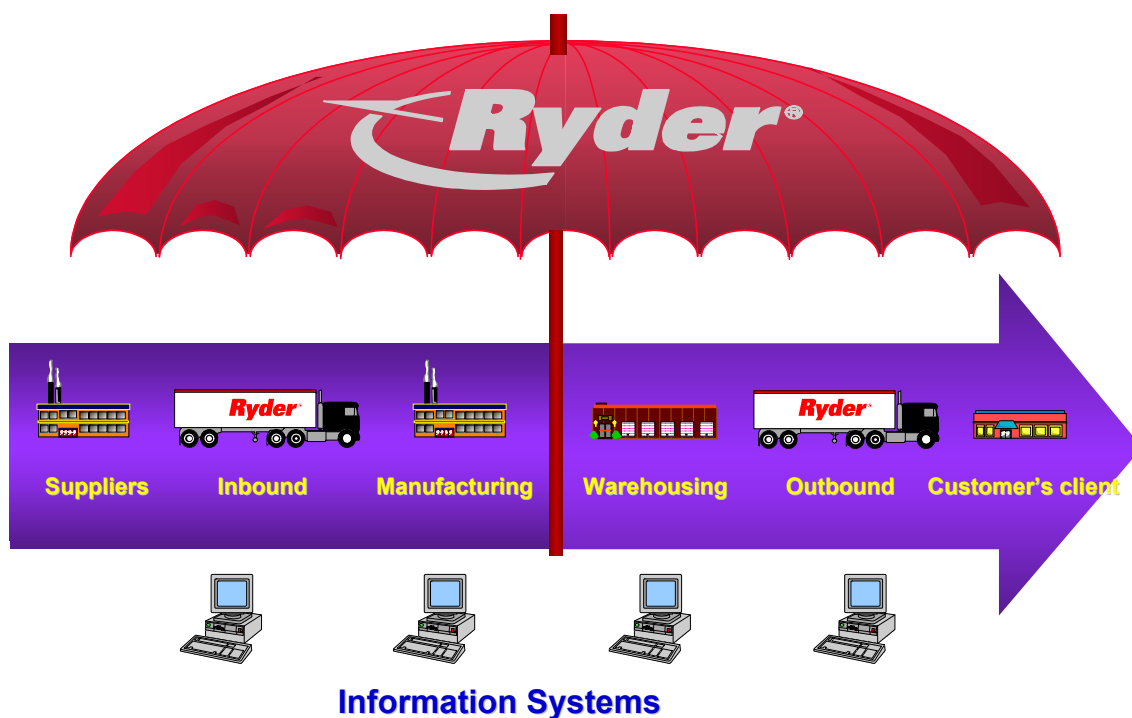 Ryder®
Ryder
Ryder
Suppliers
Inbound
Manufacturing
Warehousing
Outbound
Customer's client
Information Systems